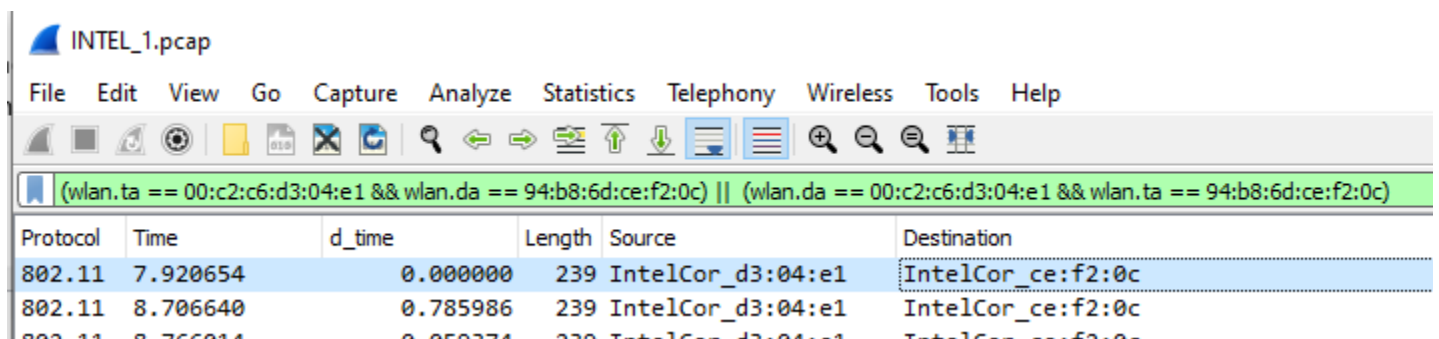 INTEL_1.pcap
File Edit View Go Capture Analyze Statistics Telephony Wireless Tools Help
(wlan.ta == 00:c2:c6:d3:04:e1 && wlan.da == 94:b8:6d:ce:f2:0c) || (wlan.da == 00:c2:c6:d3:04:e1 && wlan.ta == 94:b8:6d:ce:f2:0c)
Protocol Time d_time Length Source Destination
802.11 7.920654 0.000000 239 IntelCor_d3:04:e1 IntelCor_ce:f2:0c
802.11 8.706640 0.785986 239 IntelCor_d3:04:e1 IntelCor_ce:f2:0c